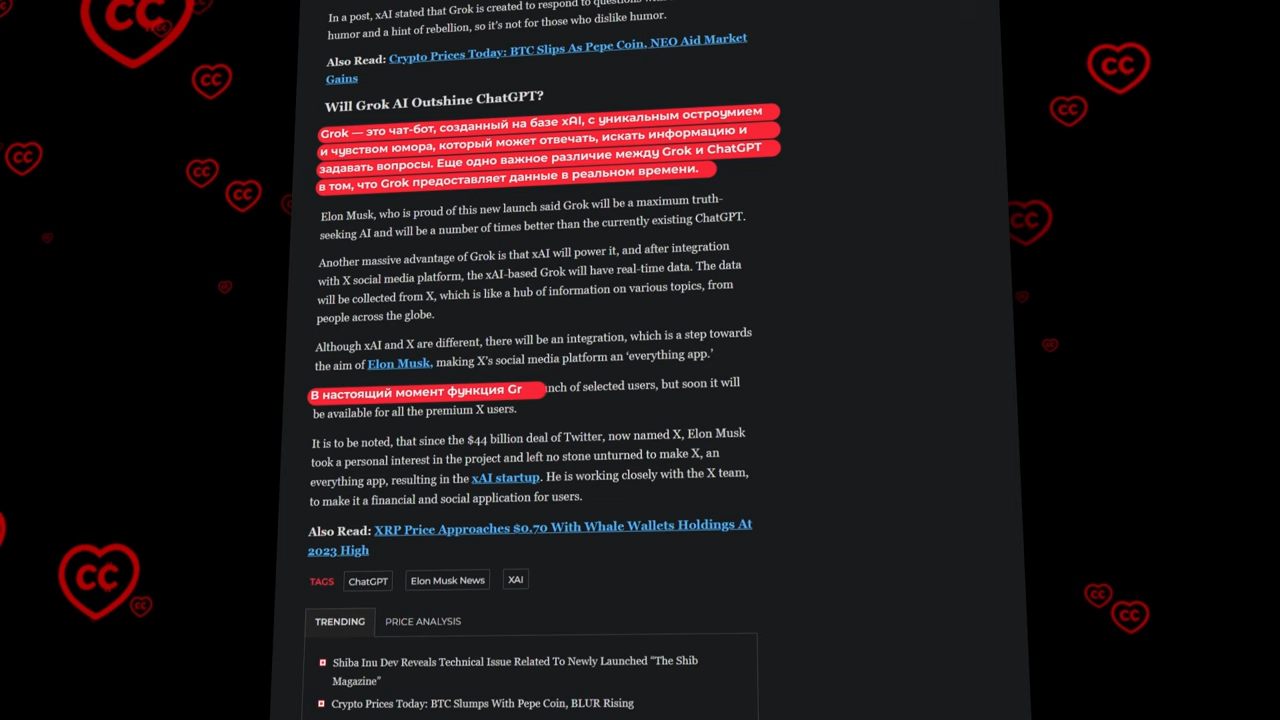 In a post, xAI stated that Grok is created to respond to questions
humor and a hint of rebellion, so it's not for those who dislike humor.
Also Read: Crypto Prices Today: BTC Slips As Pepe Coin, NEO Aid Market
Gains
Will Grok AI Outshine ChatGPT?
Grok — это чат-бот, созданный на базе xAI, с уникальным остроумием
и чувством юмора, который может отвечать, искать информацию и
задавать вопросы. Еще одно важное различие между Grok и ChatGPT
в том, что Grok предоставляет данные в реальном времени.
Elon Musk, who is proud of this new launch said Grok will be a maximum truth-
seeking AI and will be a number of times better than the currently existing ChatGPT.
Another massive advantage of Grok is that xAI will power it, and after integration
with X social media platform, the xAI-based Grok will have real-time data. The data
will be collected from X, which is like a hub of information on various topics, from
people across the globe.
Although xAI and X are different, there will be an integration, which is a step towards
the aim of Elon Musk, making X's social media platform an 'everything app.'
В настоящий момент функция Gr nch of selected users, but soon it will
be available for all the premium X users.
It is to be noted, that since the $44 billion deal of Twitter, now named X, Elon Musk
took a personal interest in the project and left no stone unturned to make X, an
everything app, resulting in the xAI startup. He is working closely with the X team,
to make it a financial and social application for users.
Also Read: XRP Price Approaches $0.70 With Whale Wallets Holdings At
2023 High
TAGS ChatGPT Elon Musk News XAI
TRENDING PRICE ANALYSIS
Shiba Inu Dev Reveals Technical Issue Related To Newly Launched "The Shib
Magazine"
Crypto Prices Today: BTC Slumps With Pepe Coin, BLUR Rising